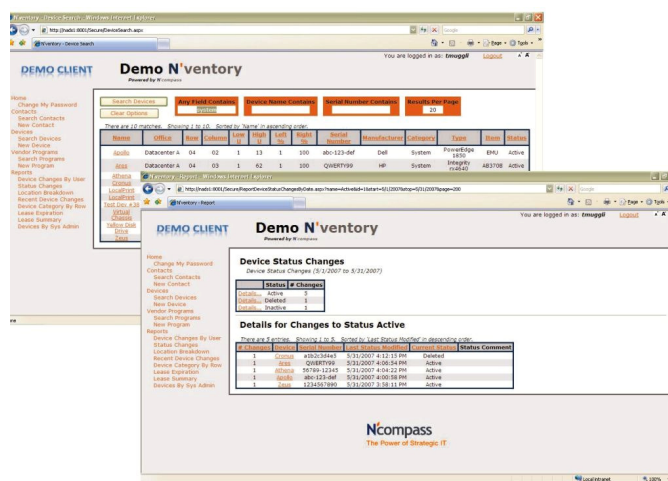 N'ventory - Device Search - Windows Internet Explorer
http://nads1:8001/Secure/DeviceSearch.aspx
N'ventory - Device Search
Page
Tools
You are logged in as: tmuggli Logout
DEMO CLIENT
Demo N'ventory
Powered by N'compass
Home
Change My Password
Contacts
Search Contacts
New Contact
Devices
Search Devices
New Device
Vendor Programs
Search Programs
New Program
Reports
Device Changes By User
Status Changes
Location Breakdown
Recent Device Changes
Device Category By Row
Lease Expiration
Lease Summary
Devices By Sys Admin
Search Devices
Clear Options
Any Field Contains
system
Device Name Contains
Serial Number Contains
Results Per Page
20
There are 10 matches. Showing 1 to 10. Sorted by 'Name' in ascending order.
Name Office Row Column Low U High U Left % Right % Serial Number Manufacturer Category Type Item Status
Apollo Datacenter A 04 02 1 13 1 100 abc-123-def Dell System PowerEdge 1850 EMU Active
Ares Datacenter A 04 03 1 62 1 100 QWERTY99 HP System Integrity rx4640 AB370B Active
Athena
Cronus
LocalPrint
LocalPrint
Test Dev #30
Virtual Chassis
Yellow Disk Drive
Zeus
N'ventory - Report - Windows Internet Explorer
N'ventory - Report
Page
Tools
You are logged in as: tmuggli Logout
DEMO CLIENT
Demo N'ventory
Powered by N'compass
Home
Change My Password
Contacts
Search Contacts
New Contact
Devices
Search Devices
New Device
Vendor Programs
Search Programs
New Program
Reports
Device Changes By User
Status Changes
Location Breakdown
Recent Device Changes
Device Category By Row
Lease Expiration
Lease Summary
Devices By Sys Admin
Device Status Changes
Device Status Changes (5/1/2007 to 5/31/2007)
Status # Changes
Details... Active 5
Details... Deleted 1
Details... Inactive 1
Details for Changes to Status Active
There are 5 entries. Showing 1 to 5. Sorted by 'Last Status Modified' in descending order.
# Changes Device Serial Number Last Status Modified Current Status Status Comment
1 Cronus a1b2c3d4e5 5/31/2007 4:12:15 PM Deleted
1 Ares QWERTY99 5/31/2007 4:06:54 PM Active
1 Athena 56789-12345 5/31/2007 4:04:22 PM Active
1 Apollo abc-123-def 5/31/2007 4:00:58 PM Active
1 Zeus 1234567890 5/31/2007 3:58:11 PM Active
N'compass
The Power of Strategic IT
Local intranet
100%